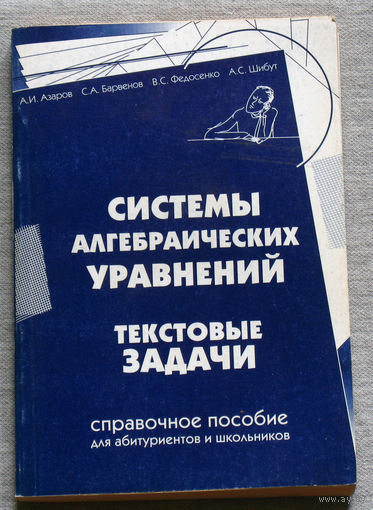 А.И. Азаров С.А. Барвенов В.С. Федосенко А.С. Шибут
СИСТЕМЫ
АЛГЕБРАИЧЕСКИХ
УРАВНЕНИЙ
ТЕКСТОВЫЕ
ЗАДАЧИ
справочное пособие
для абитуриентов и школьников